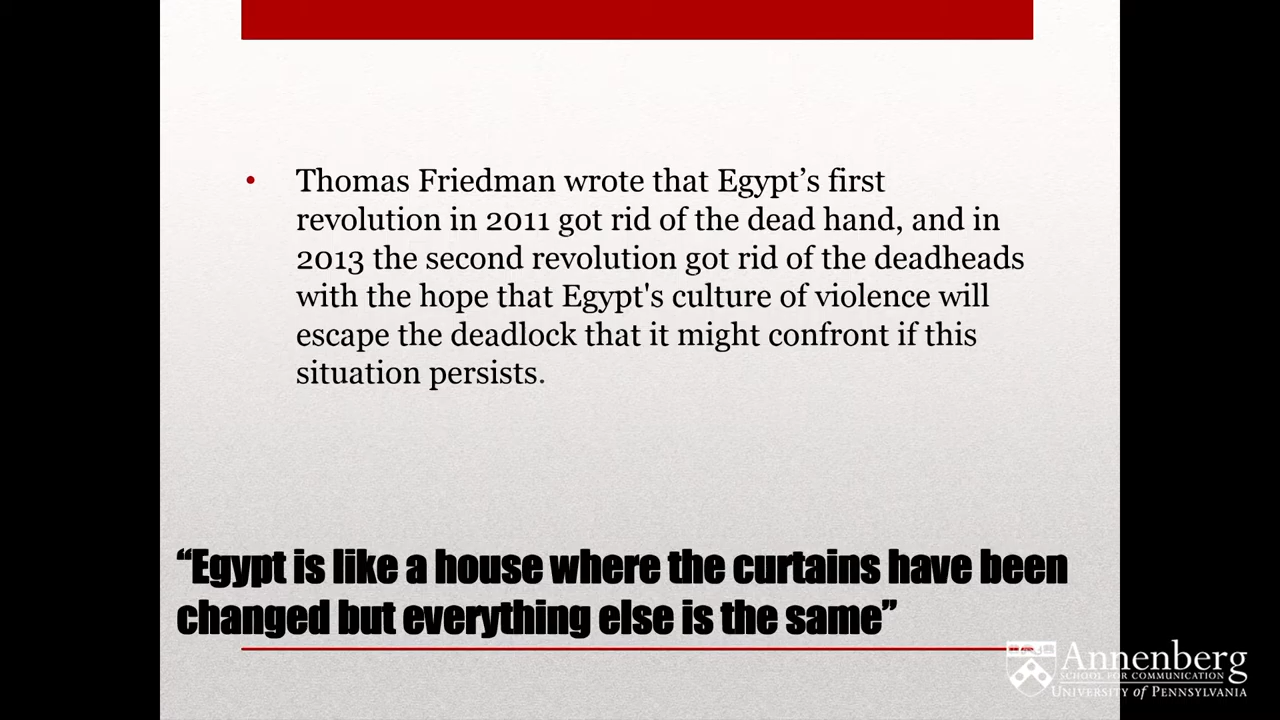 • Thomas Friedman wrote that Egypt’s first
revolution in 2011 got rid of the dead hand, and in
2013 the second revolution got rid of the deadheads
with the hope that Egypt's culture of violence will
escape the deadlock that it might confront if this
situation persists.
“Egypt is like a house where the curtains have been
changed but everything else is the same”
Annenberg
SCHOOL FOR COMMUNICATION
UNIVERSITY of PENNSYLVANIA